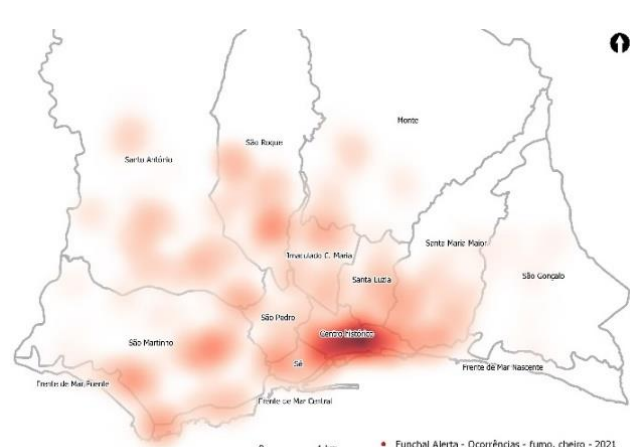 Monte
São Roque
Santo António
Santa Maria Maior
Imaculado C. Maria
Santa Luzia
São Gonçalo
São Pedro
Centro histórico
São Martinho
Sé
Frente de Mar Nascente
Frente de Mar Poente
Frente de Mar Central
Funchal Alerta - Ocorrências - fumo, cheiro - 2021